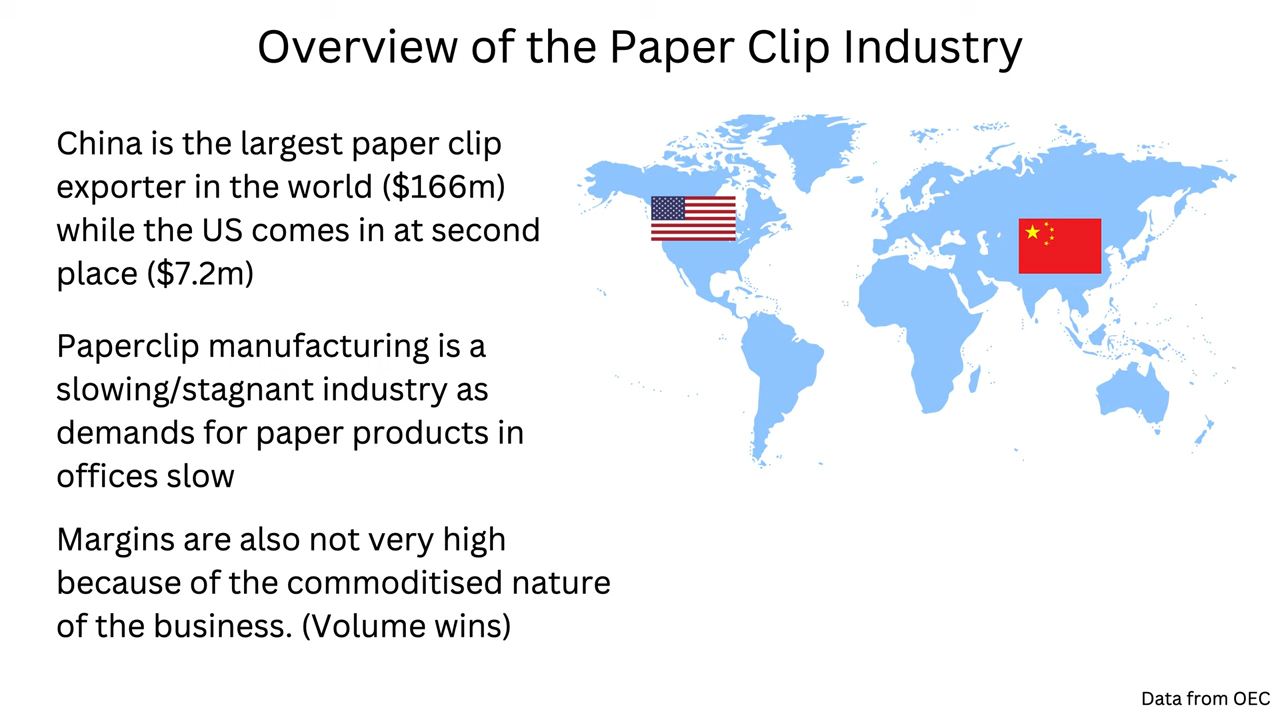 Overview of the Paper Clip Industry
China is the largest paper clip
exporter in the world ($166m)
while the US comes in at second
place ($7.2m)
Paperclip manufacturing is a
slowing/stagnant industry as
demands for paper products in
offices slow
Margins are also not very high
because of the commoditised nature
of the business. (Volume wins)
Data from OEC